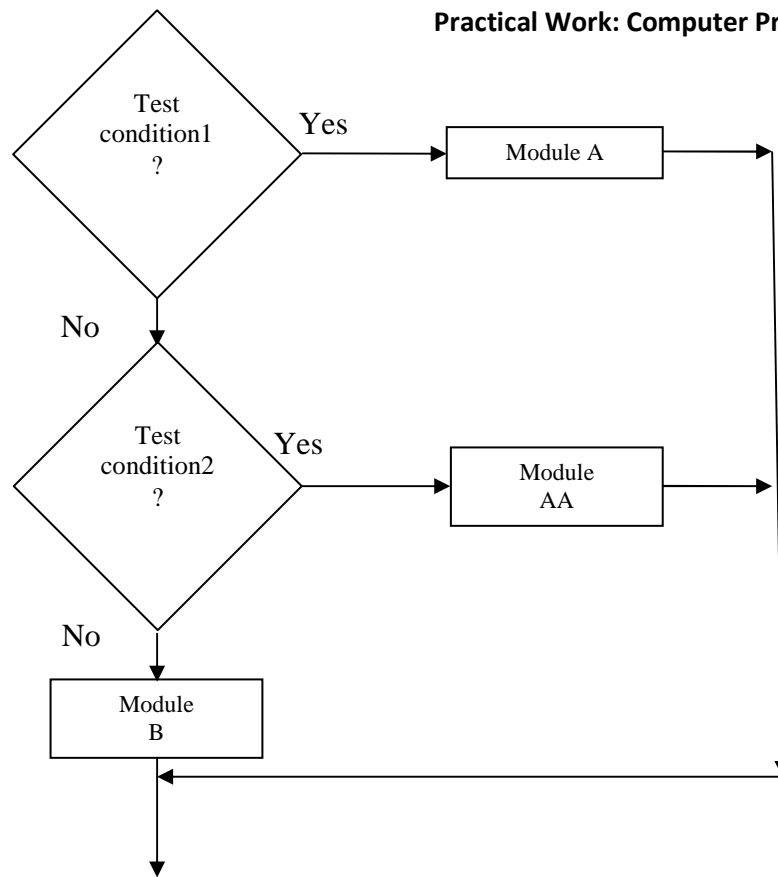 Practical Work: Computer Pr
Test
condition1
?
Yes
Module A
No
Test
condition2
?
Yes
Module
AA
No
Module
B